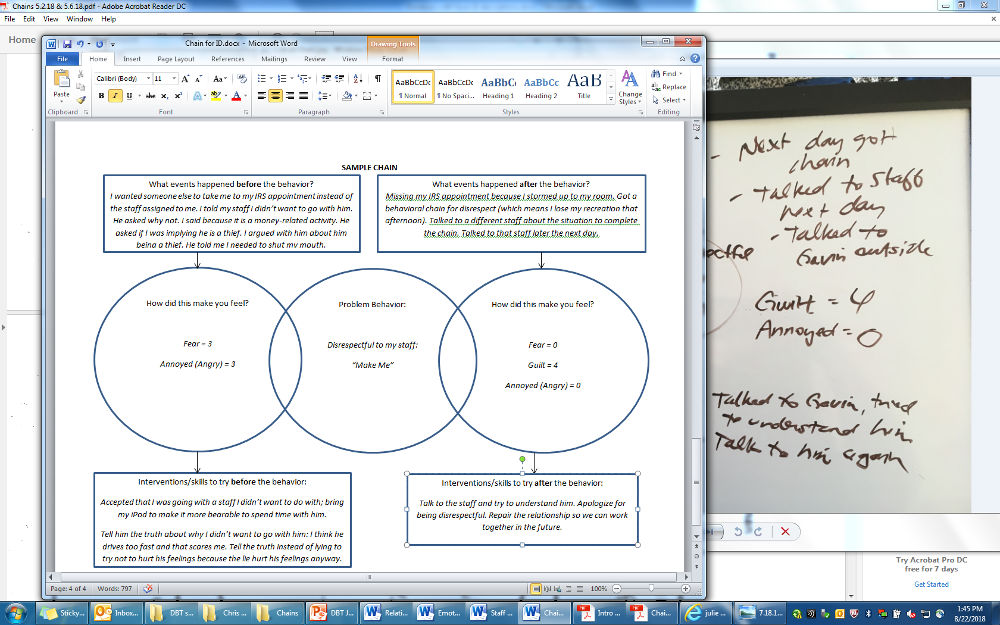 Chains 5.2.18 & 5.6.18.pdf - Adobe Acrobat Reader DC
File Edit View Window Help
Home
Chain for ID.docx - Microsoft Word
Drawing Tools
File Home Insert Page Layout References Mailings Review View Format
Paste
Calibri (Body) 11
AaBbCcDc AaBbCcDc AaBbC AaBbCc AaB
¶ Normal ¶ No Spaci... Heading 1 Heading 2 Title
Change Styles
Find
Replace
Select
Clipboard Font Paragraph Styles Editing
SAMPLE CHAIN
What events happened before the behavior?
I wanted someone else to take me to my IRS appointment instead of
the staff assigned to me. I told my staff I didn't want to go with him.
He asked why not. I said because it is a money-related activity. He
asked if I was implying he is a thief. I argued with him about him
being a thief. He told me I needed to shut my mouth.
What events happened after the behavior?
Missing my IRS appointment because I stormed up to my room. Got a
behavioral chain for disrespect (which means I lose my recreation that
afternoon). Talked to a different staff about the situation to complete
the chain. Talked to that staff later the next day.
How did this make you feel?
Fear = 3
Annoyed (Angry) = 3
Problem Behavior:
Disrespectful to my staff:
“Make Me”
How did this make you feel?
Fear = 0
Guilt = 4
Annoyed (Angry) = 0
Interventions/skills to try before the behavior:
Accepted that I was going with a staff I didn't want to do with; bring
my iPod to make it more bearable to spend time with him.
Tell him the truth about why I didn't want to go with him: I think he
drives too fast and that scares me. Tell the truth instead of lying to
try not to hurt his feelings because the lie hurt his feelings anyway.
Interventions/skills to try after the behavior:
Talk to the staff and try to understand him. Apologize for
being disrespectful. Repair the relationship so we can work
together in the future.
- Next day got
chain
- Talked to Staff
next day
- Talked to
Gavin outside
ectful
Guilt = 4
Annoyed = 0
Talked to Gavin, tried
to understand him
Talk to him again
Page: 4 of 4 Words: 797 100%
Try Acrobat Pro DC
free for 7 days
Get Started
Sticky... Inbox... DBT s... Chris ... Chains DBT J... Relati... Emot... Staff ... Chai... Intro ... Chai... julie ... 7.18.1...
1:45 PM
8/22/2018